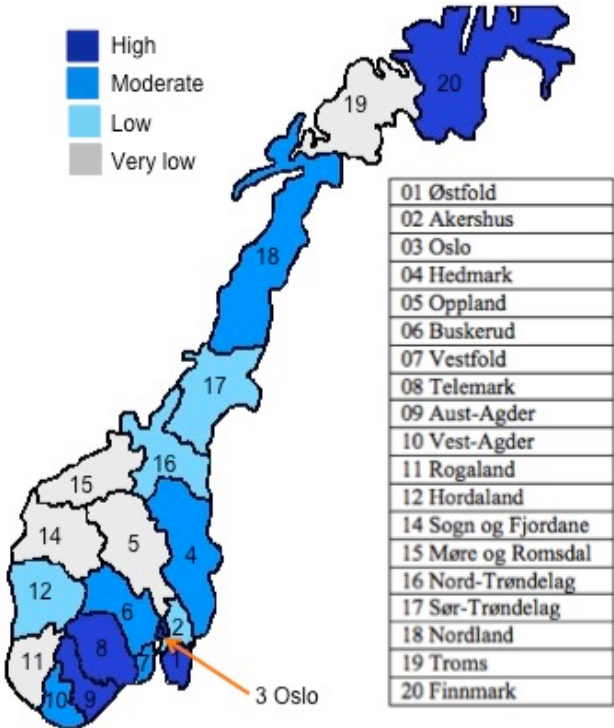 High
Moderate
Low
Very low
20
19
18
17
16
15
14
5
4
12
6
2
8
11
7
1
10
9
3 Oslo
01 Østfold
02 Akershus
03 Oslo
04 Hedmark
05 Oppland
06 Buskerud
07 Vestfold
08 Telemark
09 Aust-Agder
10 Vest-Agder
11 Rogaland
12 Hordaland
14 Sogn og Fjordane
15 Møre og Romsdal
16 Nord-Trøndelag
17 Sør-Trøndelag
18 Nordland
19 Troms
20 Finnmark